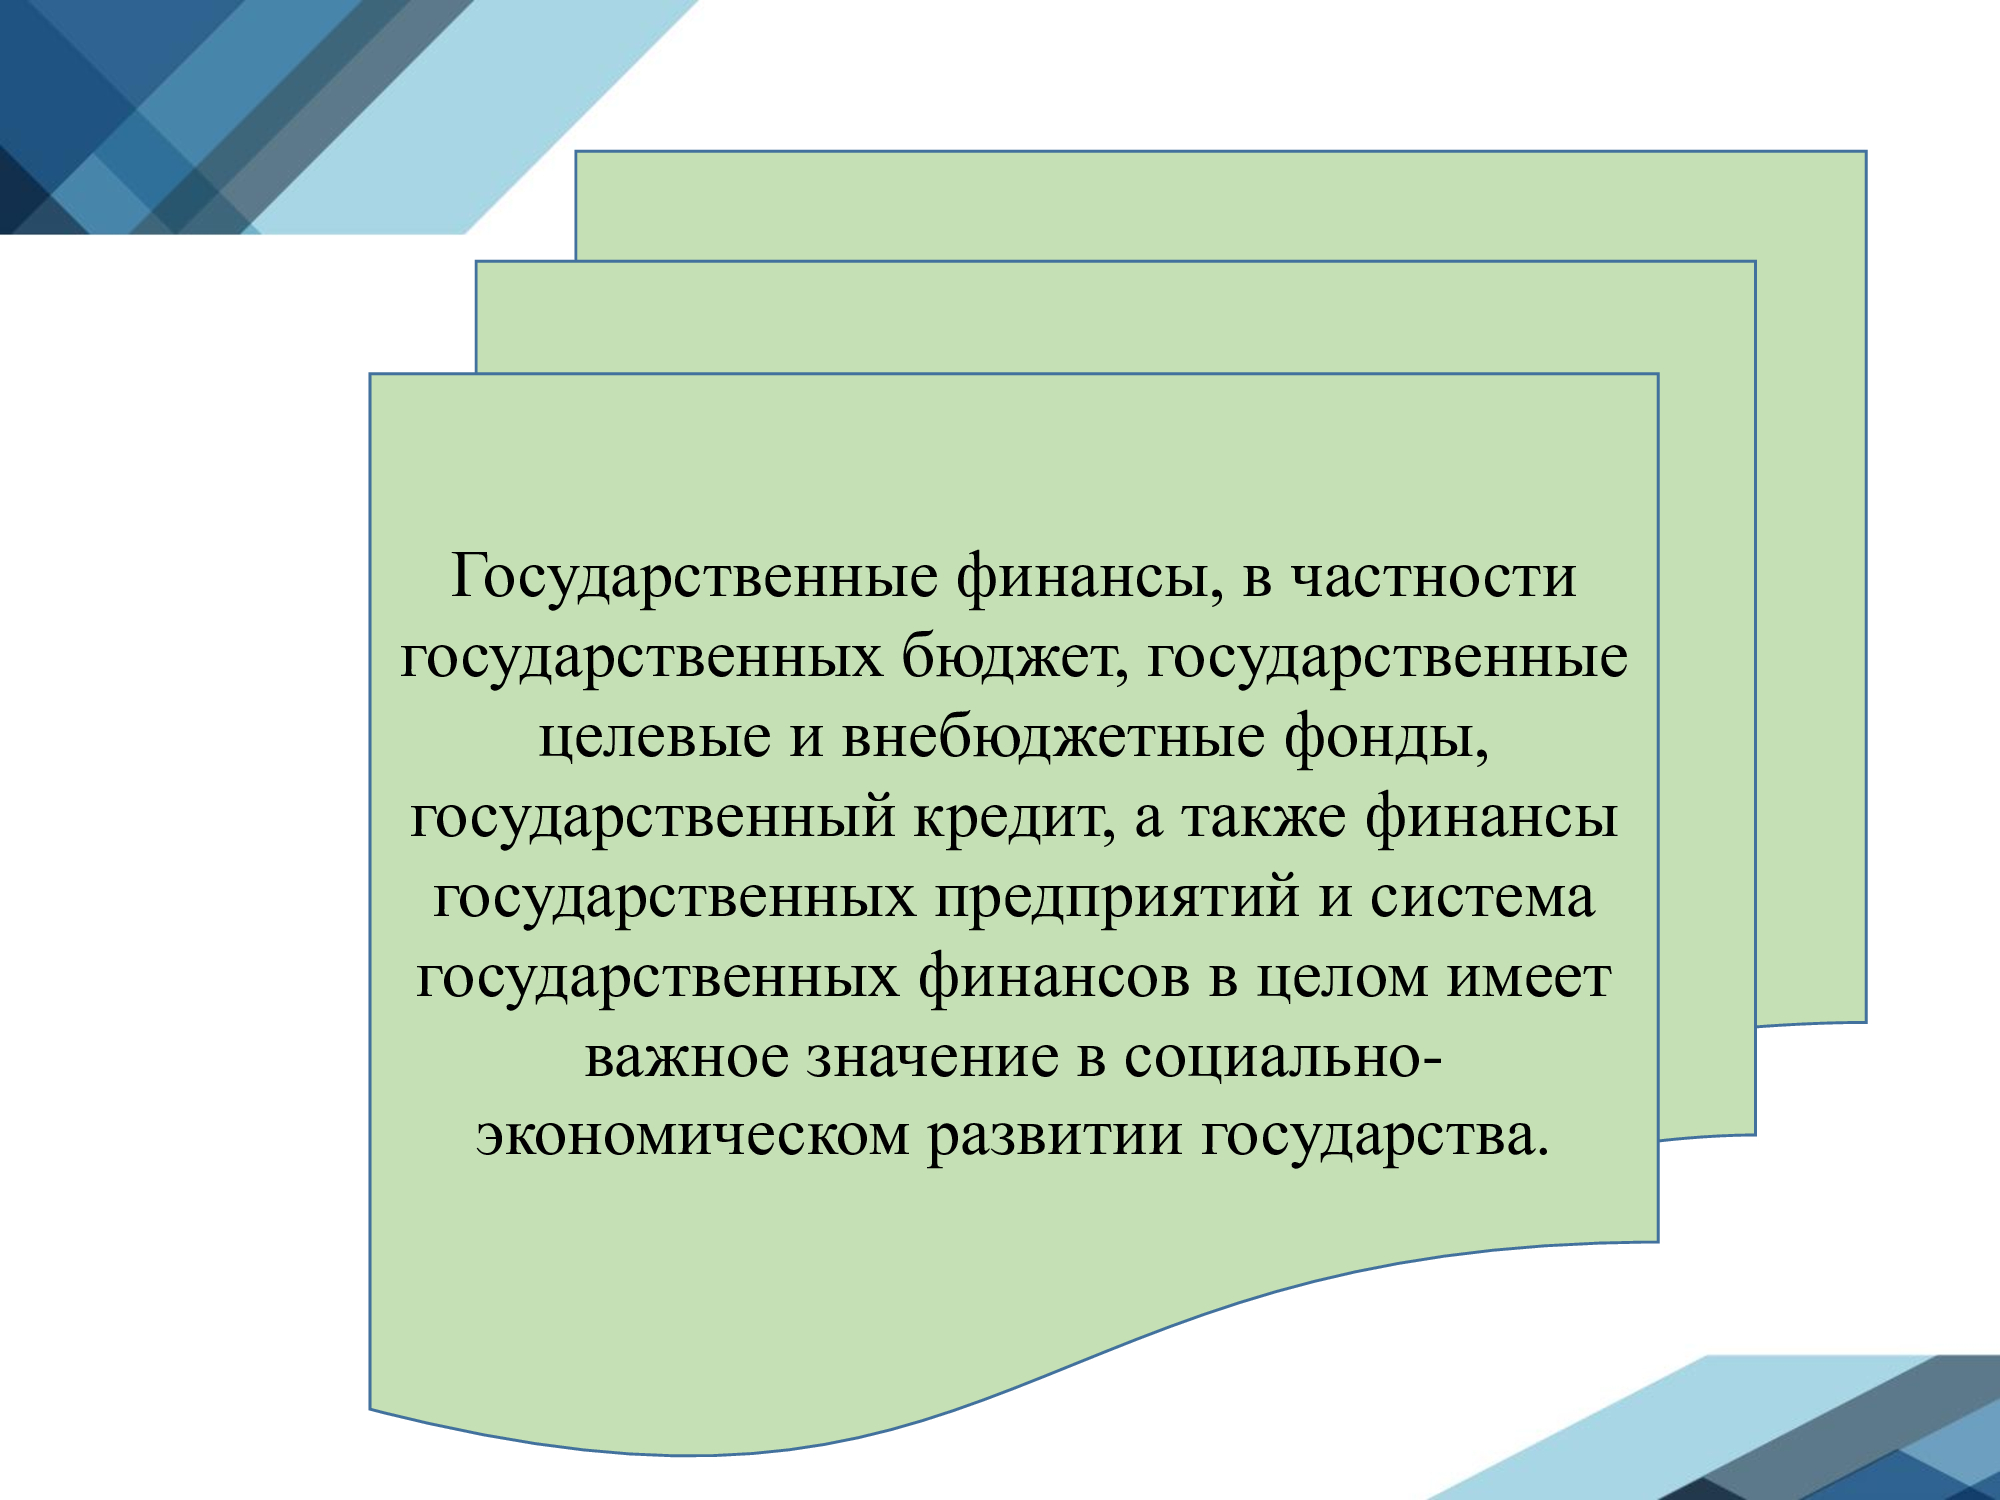 Государственные финансы, в частности
государственных бюджет, государственные
целевые и внебюджетные фонды,
государственный кредит, а также финансы
государственных предприятий и система
государственных финансов в целом имеет
важное значение в социально-
экономическом развитии государства.